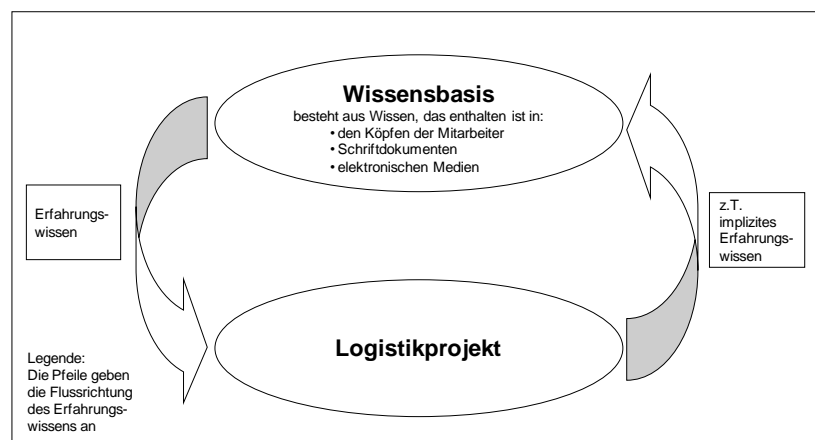 Wissensbasis
besteht aus Wissen, das enthalten ist in:
• den Köpfen der Mitarbeiter
• Schriftdokumenten
• elektronischen Medien
Erfahrungs-
wissen
z.T.
implizites
Erfahrungs-
wissen
Logistikprojekt
Legende:
Die Pfeile geben
die Flussrichtung
des Erfahrungs-
wissens an